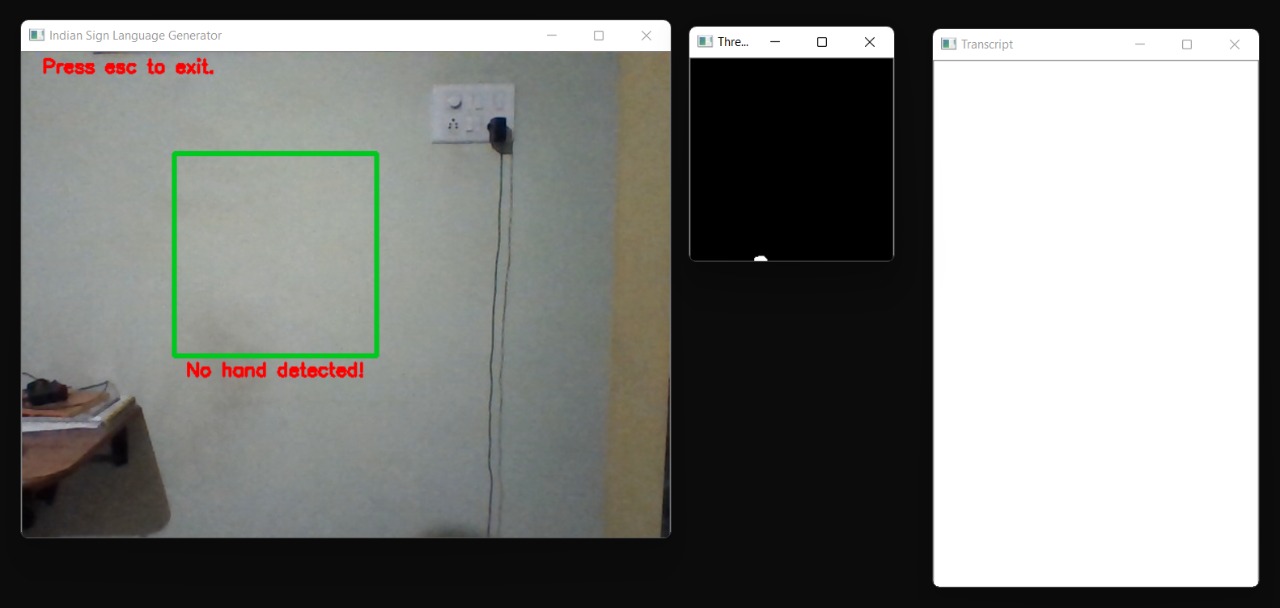 Indian Sign Language Generator
Press esc to exit.
No hand detected!
Thre...
Transcript